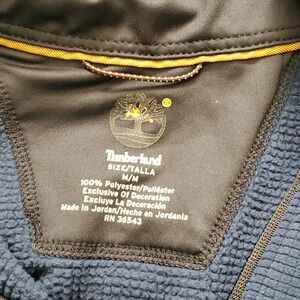 Timberland
SIZE/TALLA
M/M
100% Polyester/Poliéster
Exclusive Of Decoration
Excluye La Decoración
Made in Jordan/Hecho en Jordania
RN 36543